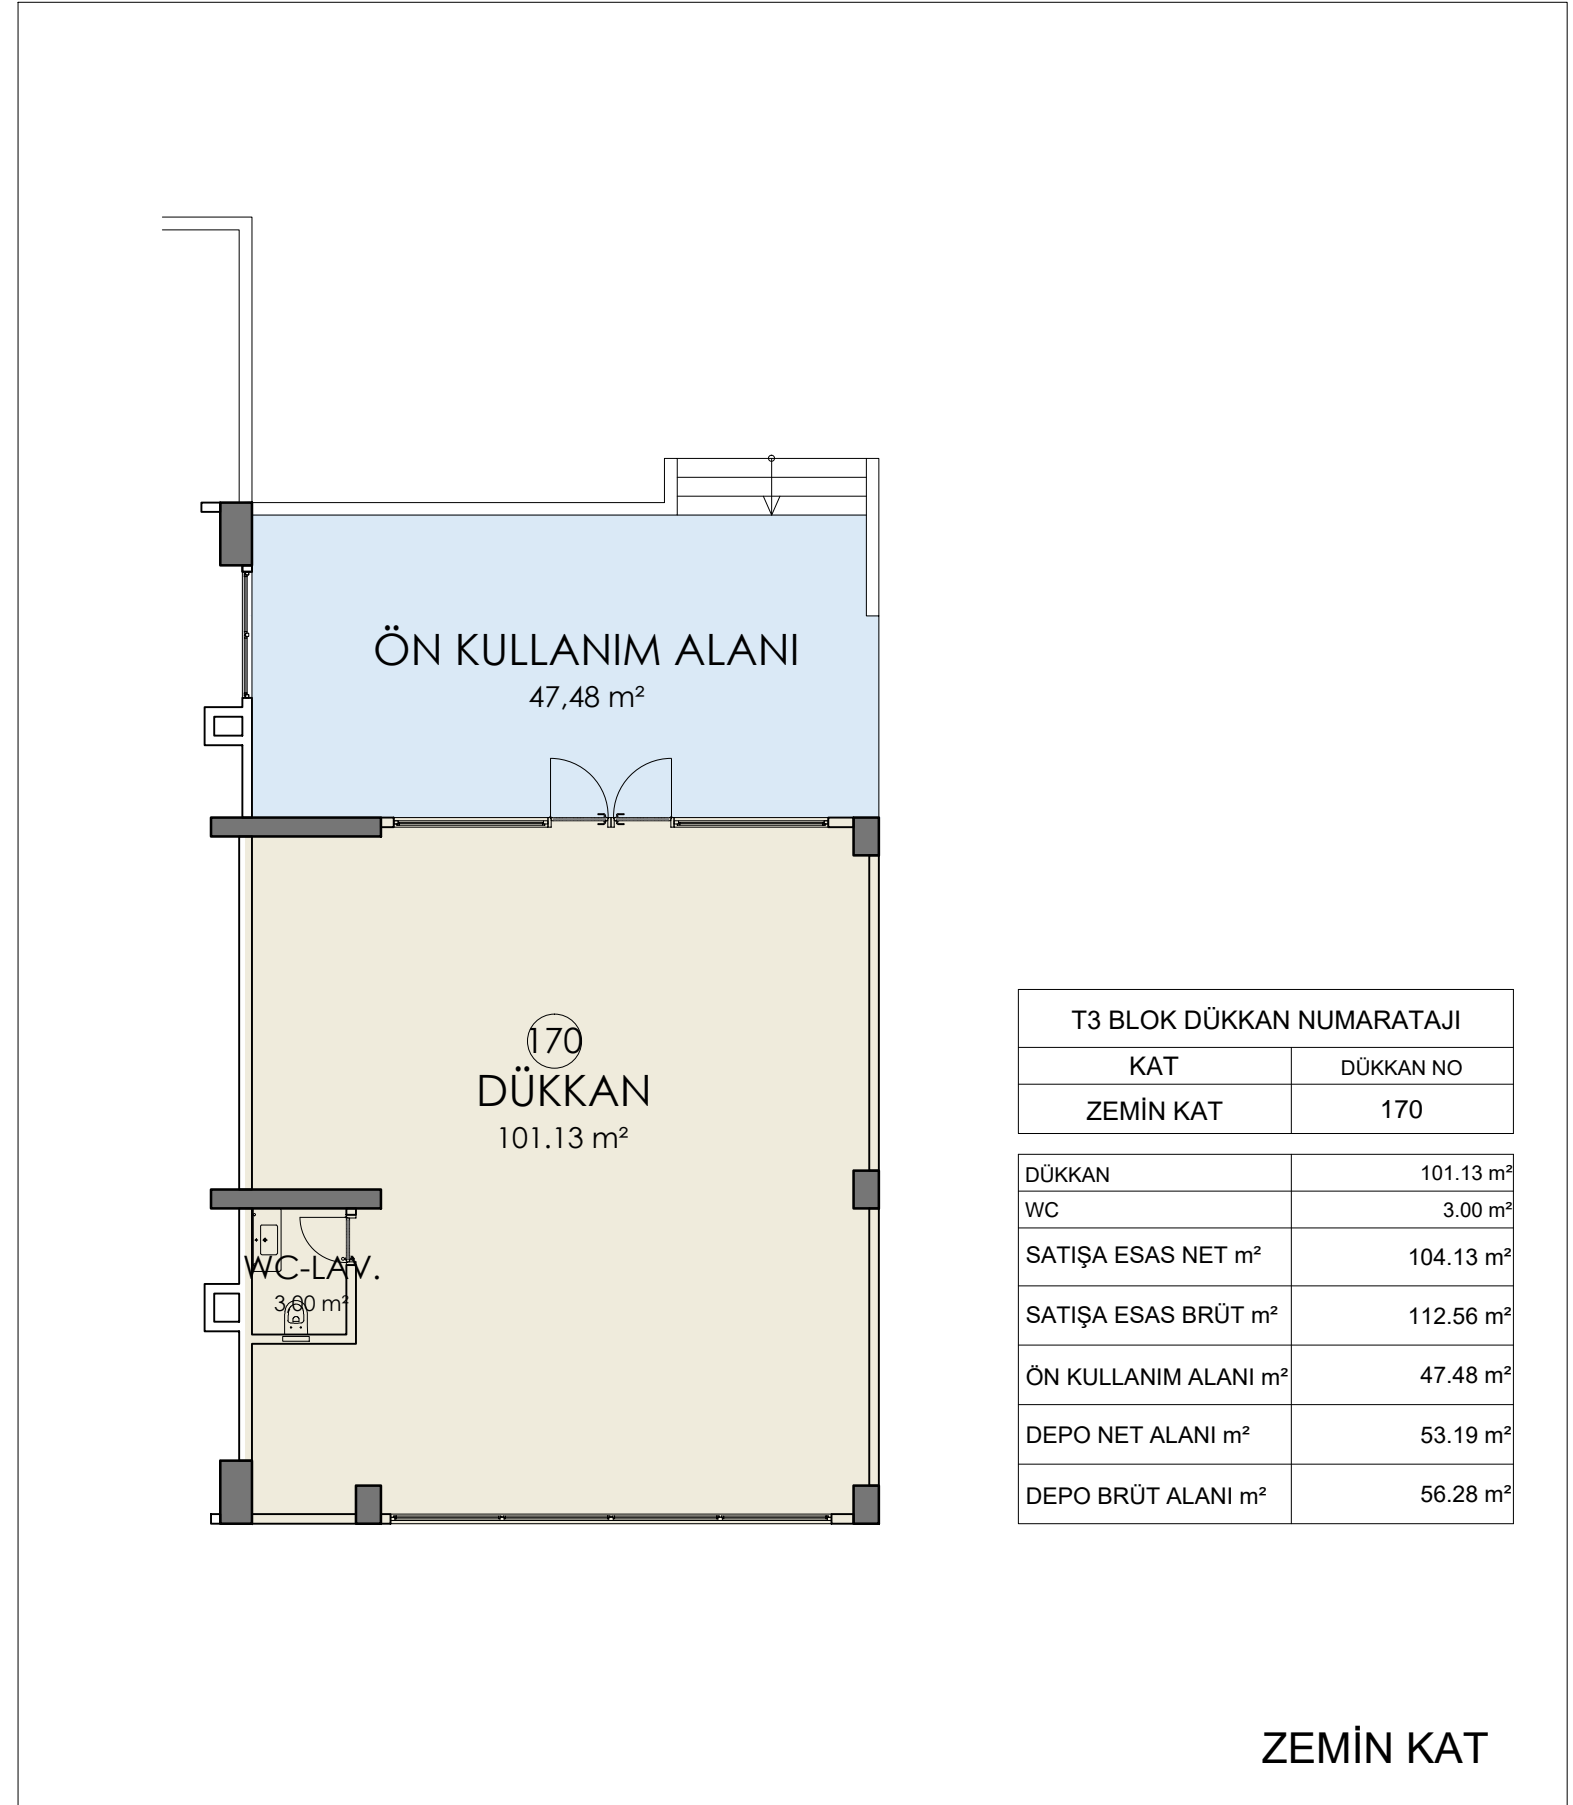 ÖN KULLANIM ALANI
47,48 m²
170
DÜKKAN
101.13 m²
WC-LAV.
3.00 m²
T3 BLOK DÜKKAN NUMARATAJI
KAT DÜKKAN NO
ZEMİN KAT 170
DÜKKAN 101.13 m²
WC 3.00 m²
SATIŞA ESAS NET m² 104.13 m²
SATIŞA ESAS BRÜT m² 112.56 m²
ÖN KULLANIM ALANI m² 47.48 m²
DEPO NET ALANI m² 53.19 m²
DEPO BRÜT ALANI m² 56.28 m²
ZEMİN KAT